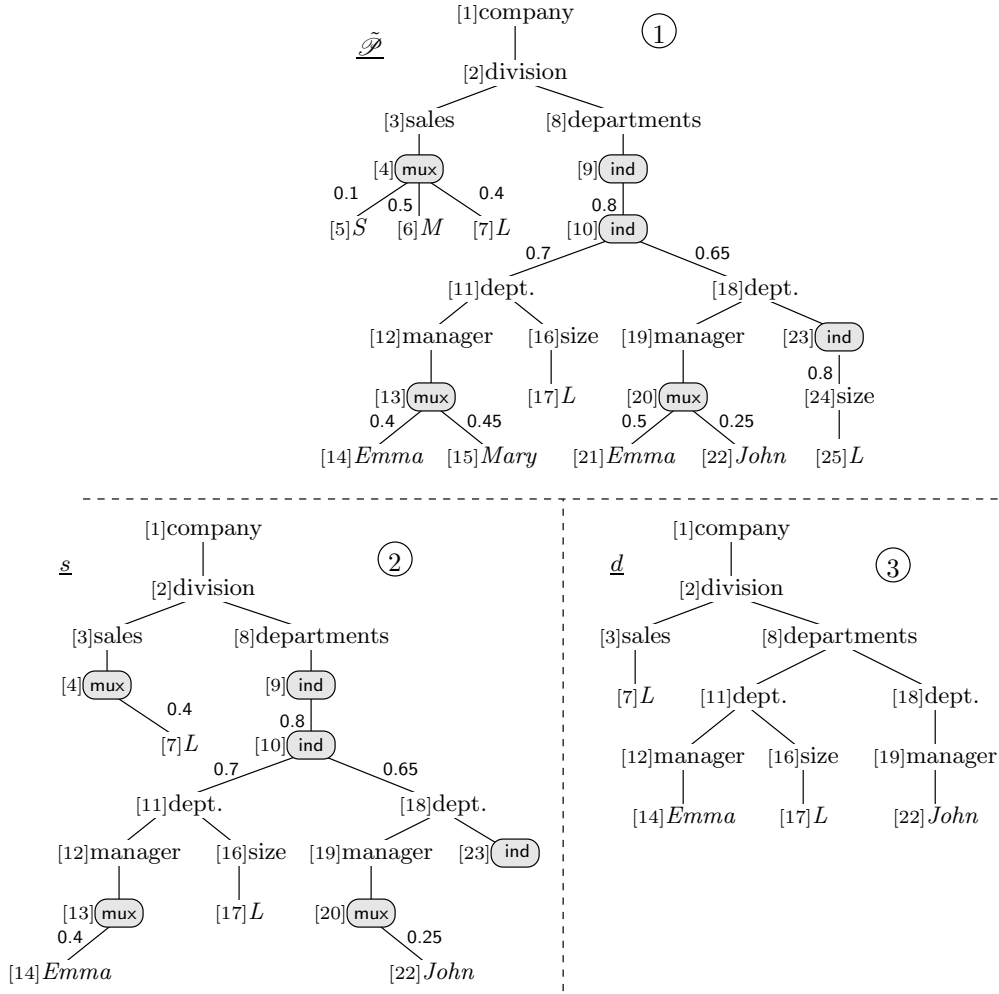 [1]company
𝒫̃ ①
[2]division
[3]sales [8]departments
[4] mux [9] ind
0.1 0.5 0.4 0.8
[5]S [6]M [7]L [10] ind
0.7 0.65
[11]dept. [18]dept.
[12]manager [16]size [19]manager [23] ind
0.8
[13] mux [17]L [20] mux [24]size
0.4 0.45 0.5 0.25
[14]Emma [15]Mary [21]Emma [22]John [25]L
[1]company
s ②
[2]division
[3]sales [8]departments
[4] mux [9] ind
0.4 0.8
[7]L [10] ind
0.7 0.65
[11]dept. [18]dept.
[12]manager [16]size [19]manager [23] ind
[13] mux [17]L [20] mux
0.4 0.25
[14]Emma [22]John
[1]company
d ③
[2]division
[3]sales [8]departments
[7]L [11]dept. [18]dept.
[12]manager [16]size [19]manager
[14]Emma [17]L [22]John